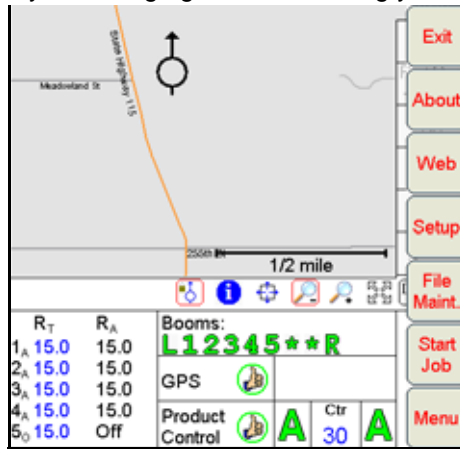 Exit
About
Web
Setup
File
Maint.
Start
Job
Menu
Meadowland St
State Highway 115
255th
1/2 mile
R_T R_A
1_A 15.0 15.0
2_A 15.0 15.0
3_A 15.0 15.0
4_A 15.0 15.0
5_O 15.0 Off
Booms:
L12345**R
GPS
Product
Control
A
Ctr
30
A